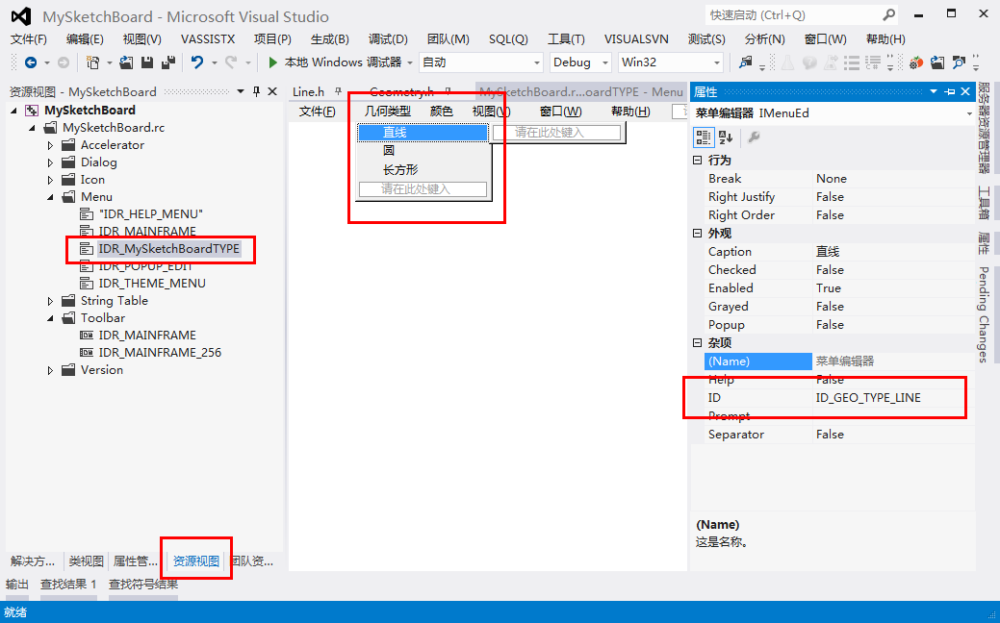 MySketchBoard - Microsoft Visual Studio
快速启动 (Ctrl+Q)
文件(F) 编辑(E) 视图(V) VASSISTX 项目(P) 生成(B) 调试(D) 团队(M) SQL(Q) 工具(T) VISUALSVN 测试(S) 分析(N) 窗口(W) 帮助(H)
本地 Windows 调试器 自动 Debug Win32
资源视图 - MySketchBoard
MySketchBoard
MySketchBoard.rc
Accelerator
Dialog
Icon
Menu
"IDR_HELP_MENU"
IDR_MAINFRAME
IDR_MySketchBoardTYPE
IDR_POPUP_EDIT
IDR_THEME_MENU
String Table
Toolbar
IDR_MAINFRAME
IDR_MAINFRAME_256
Version
解决方... 类视图 属性管... 资源视图 团队资...
Line.h Geometry.h MySketchBoard.r...oardTYPE - Menu
文件(F) 几何类型 颜色 视图(V) 窗口(W) 帮助(H)
直线 请在此处键入
圆
长方形
请在此处键入
属性
菜单编辑器 IMenuEd
行为
Break None
Right Justify False
Right Order False
外观
Caption 直线
Checked False
Enabled True
Grayed False
Popup False
杂项
(Name) 菜单编辑器
Help False
ID ID_GEO_TYPE_LINE
Prompt
Separator False
(Name)
这是名称。
服务器资源管理器
工具箱
属性
Pending Changes
输出 查找结果 1 查找符号结果
就绪